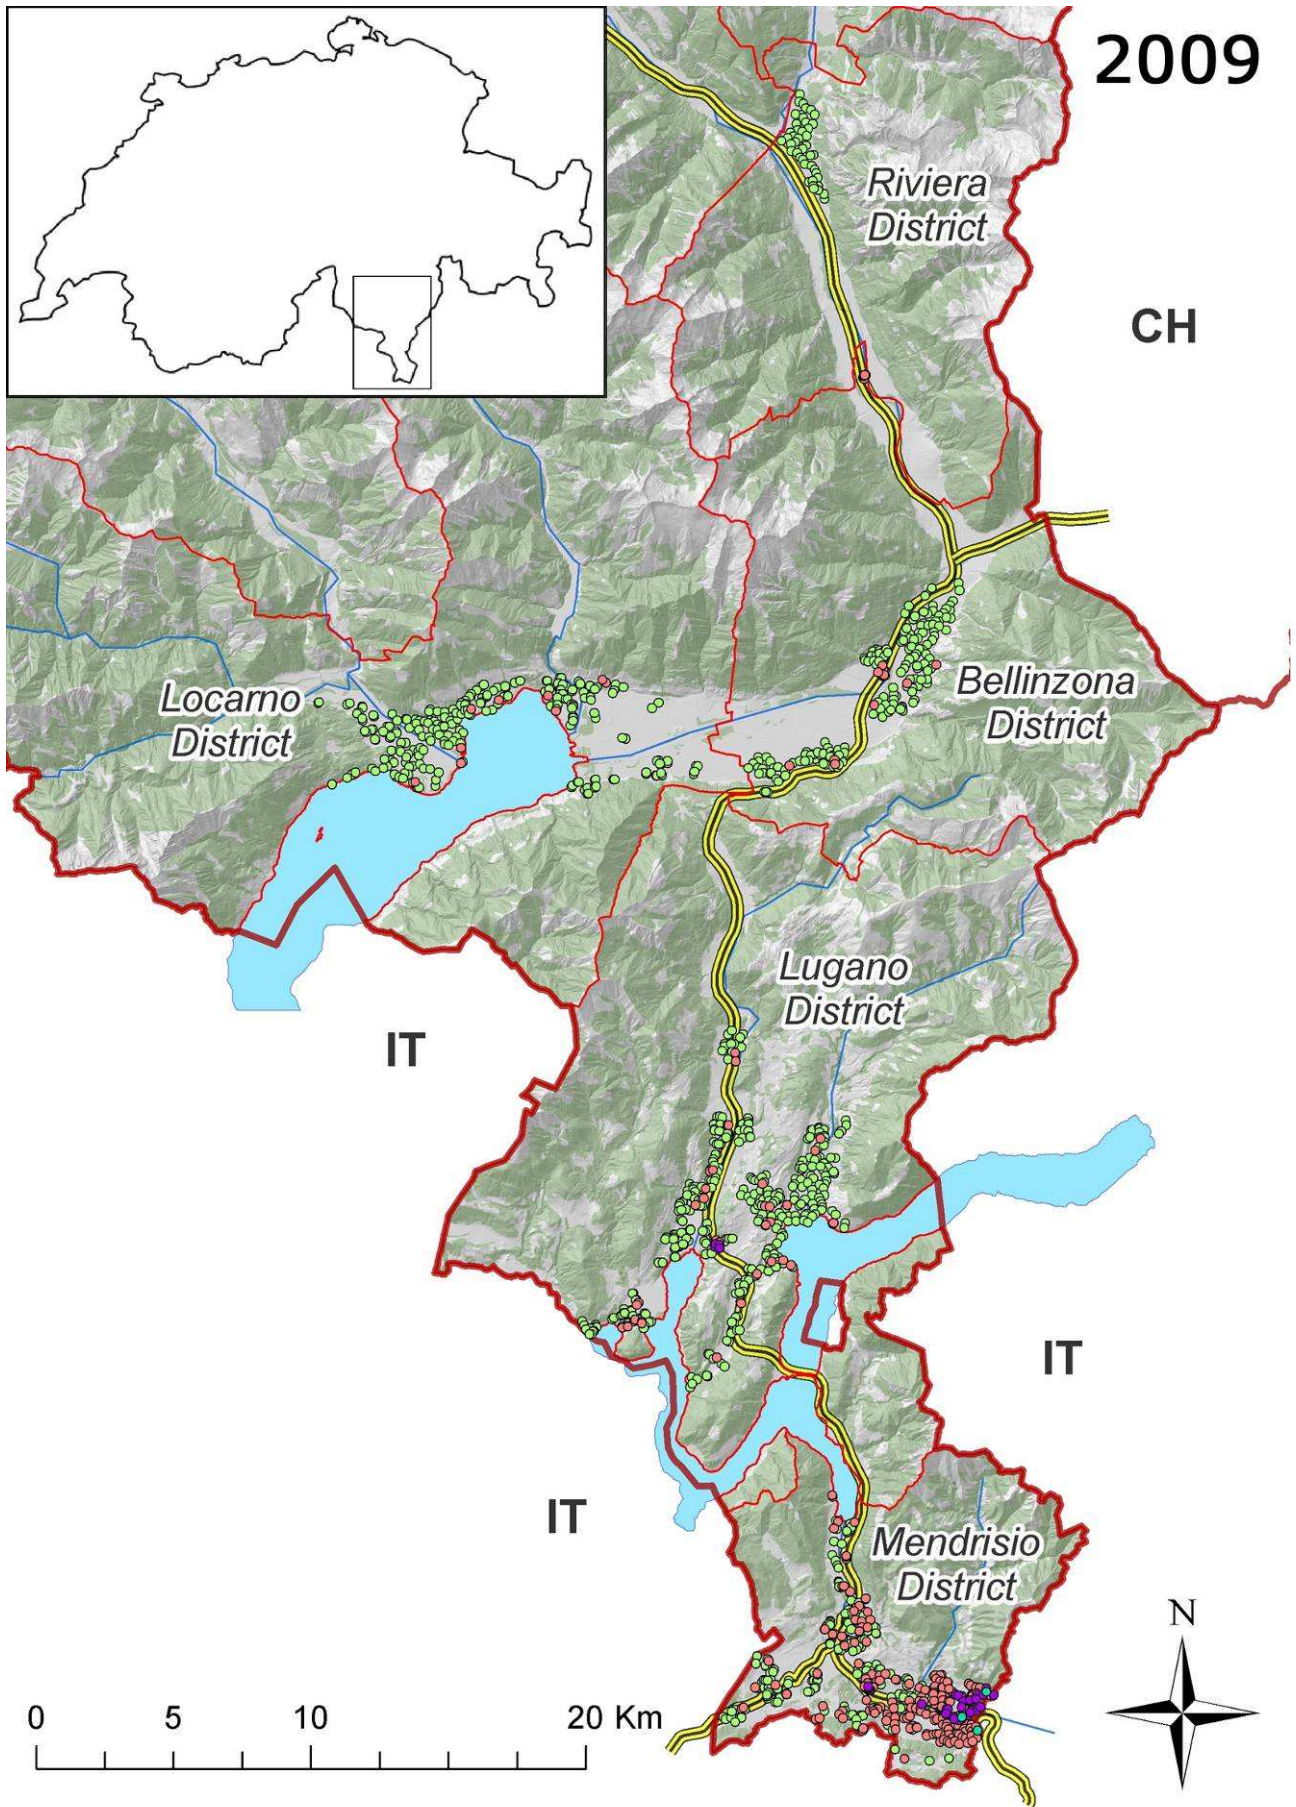 2009
Riviera
District
CH
Locarno
District
Bellinzona
District
Lugano
District
IT
IT
IT
Mendrisio
District
N
0 5 10 20 Km